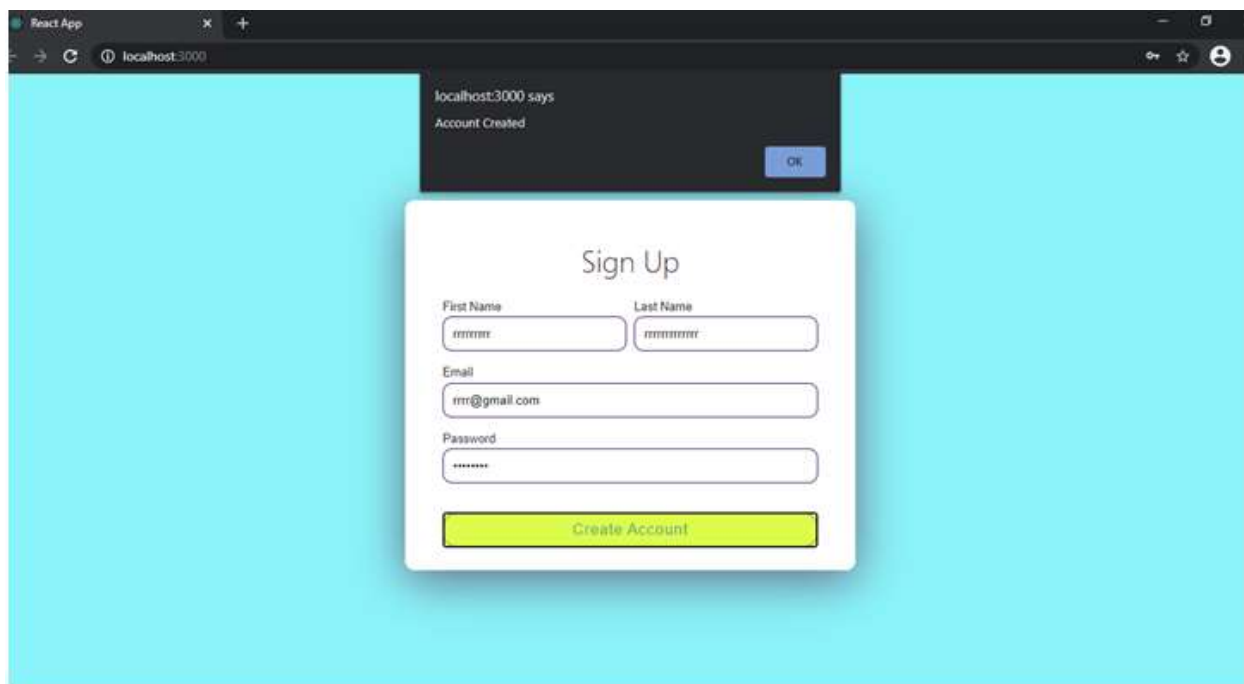 React App
localhost:3000
localhost:3000 says
Account Created
OK
Sign Up
First Name
Last Name
Email
rrrr@gmail.com
Password
••••••••
Create Account